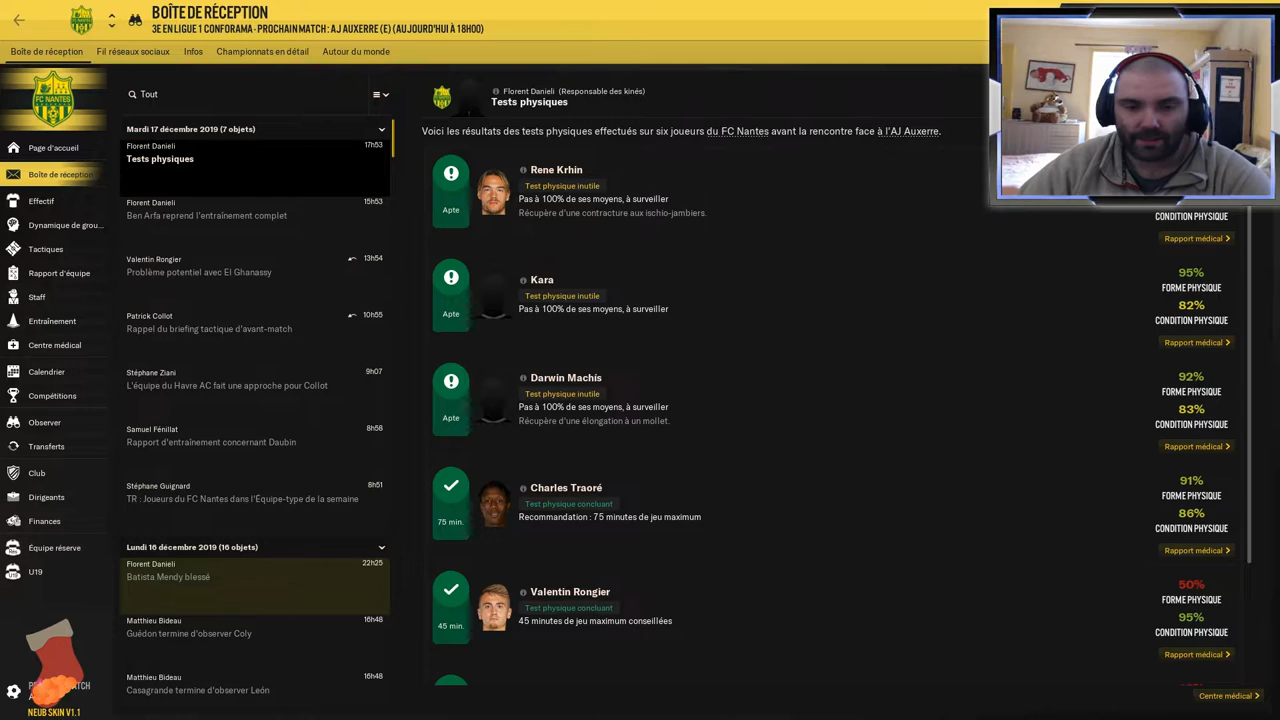 BOÎTE DE RÉCEPTION
3E EN LIGUE 1 CONFORAMA - PROCHAIN MATCH : AJ AUXERRE (E) (AUJOURD'HUI À 18H00)
Boîte de réception
Fil réseaux sociaux
Infos
Championnats en détail
Autour du monde
FC NANTES
Page d'accueil
Boîte de réception
Effectif
Dynamique de grou...
Tactiques
Rapport d'équipe
Staff
Entraînement
Centre médical
Calendrier
Compétitions
Observer
Transferts
Club
Dirigeants
Finances
Équipe réserve
U19
NEUB SKIN V1.1
Tout
Mardi 17 décembre 2019 (7 objets)
Florent Danieli 17h53
Tests physiques
Florent Danieli 15h53
Ben Arfa reprend l'entraînement complet
Valentin Rongier 13h54
Problème potentiel avec El Ghanassy
Patrick Collot 10h55
Rappel du briefing tactique d'avant-match
Stéphane Ziani 9h07
L'équipe du Havre AC fait une approche pour Collot
Samuel Fénillat 8h58
Rapport d'entraînement concernant Daubin
Stéphane Guignard 8h51
TR : Joueurs du FC Nantes dans l'Équipe-type de la semaine
Lundi 16 décembre 2019 (16 objets)
Florent Danieli 22h25
Batista Mendy blessé
Matthieu Bideau 16h48
Guédon termine d'observer Coly
Matthieu Bideau 16h48
Casagrande termine d'observer León
Florent Danieli (Responsable des kinés)
Tests physiques
Voici les résultats des tests physiques effectués sur six joueurs du FC Nantes avant la rencontre face à l'AJ Auxerre.
Apte
Rene Krhin
Test physique inutile
Pas à 100% de ses moyens, à surveiller
Récupère d'une contracture aux ischio-jambiers.
CONDITION PHYSIQUE
Rapport médical
Apte
Kara
Test physique inutile
Pas à 100% de ses moyens, à surveiller
95%
FORME PHYSIQUE
82%
CONDITION PHYSIQUE
Rapport médical
Apte
Darwin Machís
Test physique inutile
Pas à 100% de ses moyens, à surveiller
Récupère d'une élongation à un mollet.
92%
FORME PHYSIQUE
83%
CONDITION PHYSIQUE
Rapport médical
75 min.
Charles Traoré
Test physique concluant
Recommandation : 75 minutes de jeu maximum
91%
FORME PHYSIQUE
86%
CONDITION PHYSIQUE
Rapport médical
45 min.
Valentin Rongier
Test physique concluant
45 minutes de jeu maximum conseillées
50%
FORME PHYSIQUE
95%
CONDITION PHYSIQUE
Rapport médical
Centre médical